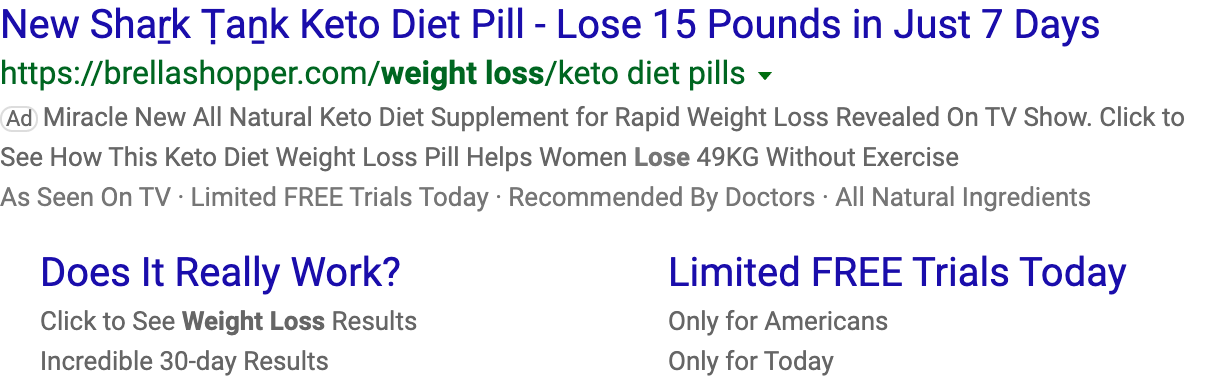 New Shaṟk Ṭaṉk Keto Diet Pill - Lose 15 Pounds in Just 7 Days
https://brellashopper.com/weight loss/keto diet pills
Ad Miracle New All Natural Keto Diet Supplement for Rapid Weight Loss Revealed On TV Show. Click to
See How This Keto Diet Weight Loss Pill Helps Women Lose 49KG Without Exercise
As Seen On TV · Limited FREE Trials Today · Recommended By Doctors · All Natural Ingredients
Does It Really Work?
Click to See Weight Loss Results
Incredible 30-day Results
Limited FREE Trials Today
Only for Americans
Only for Today